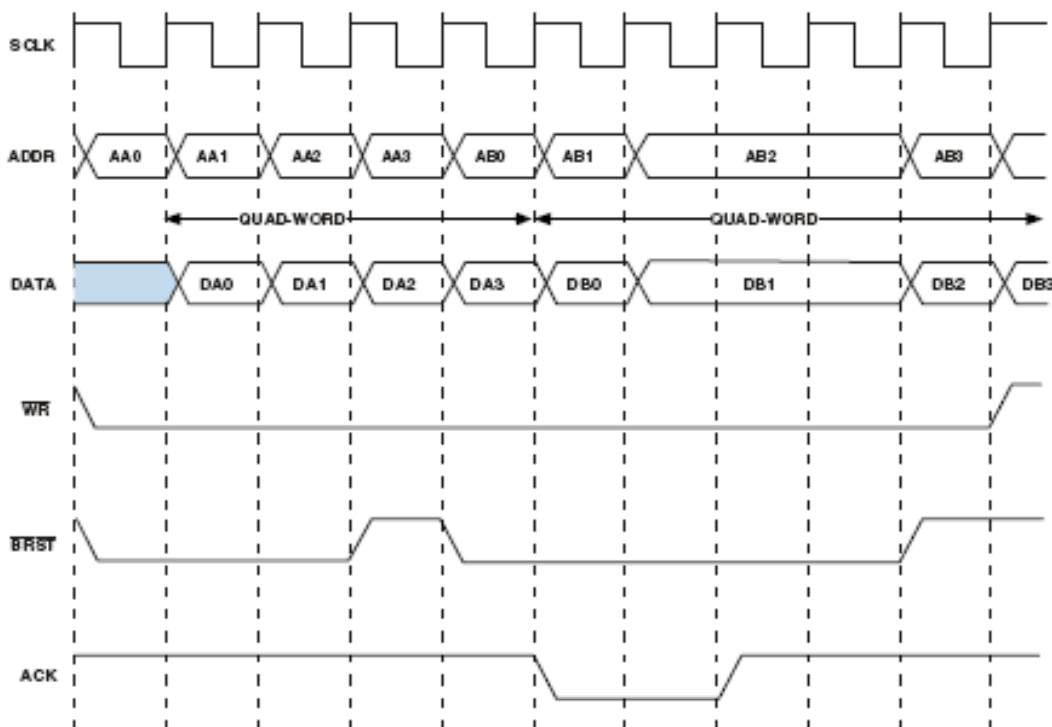 SCLK
ADDR AA0 AA1 AA2 AA3 AB0 AB1 AB2 AB3
QUAD-WORD QUAD-WORD
DATA DA0 DA1 DA2 DA3 DB0 DB1 DB2 DB3
WR
BRST
ACK